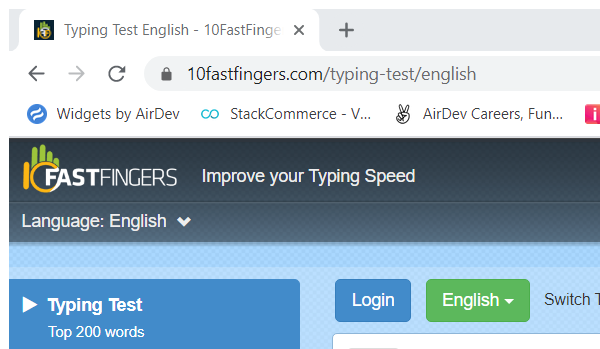 Typing Test English - 10FastFinge
10fastfingers.com/typing-test/english
Widgets by AirDev StackCommerce - V... AirDev Careers, Fun...
10FASTFINGERS Improve your Typing Speed
Language: English
Typing Test
Top 200 words
Login English Switch T